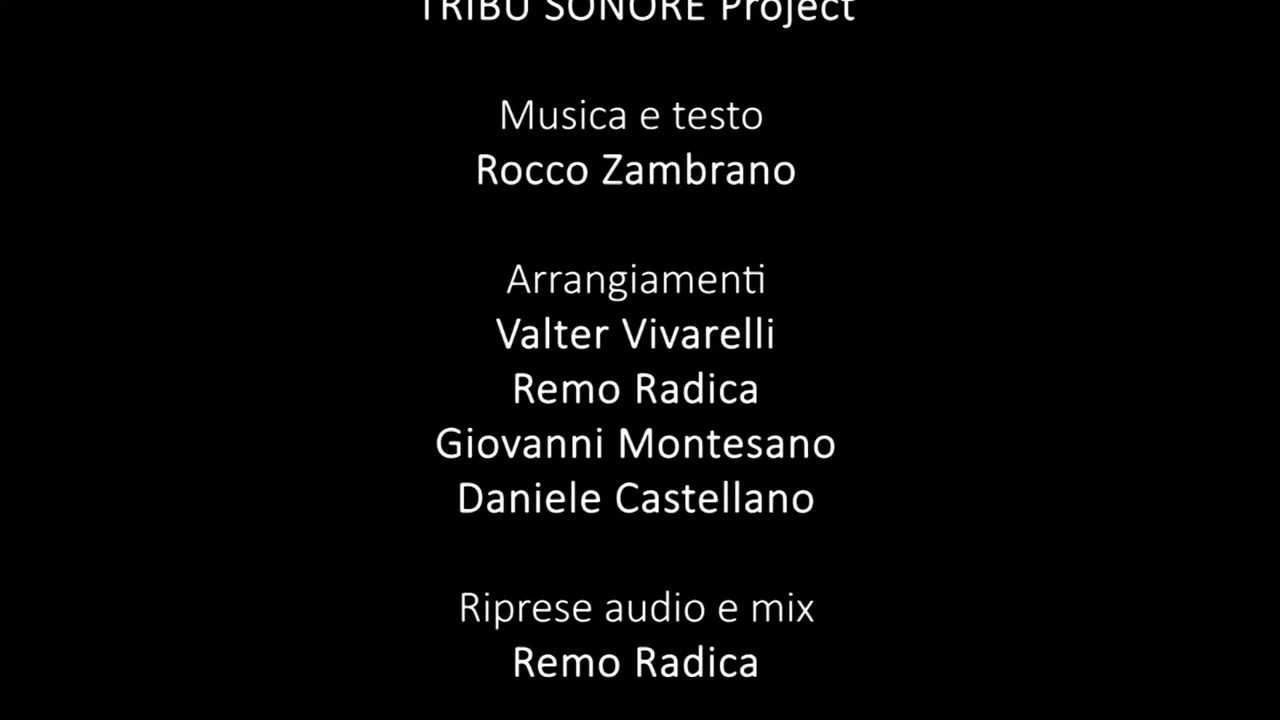 TRIBU SONORE Project
Musica e testo
Rocco Zambrano
Arrangiamenti
Valter Vivarelli
Remo Radica
Giovanni Montesano
Daniele Castellano
Riprese audio e mix
Remo Radica